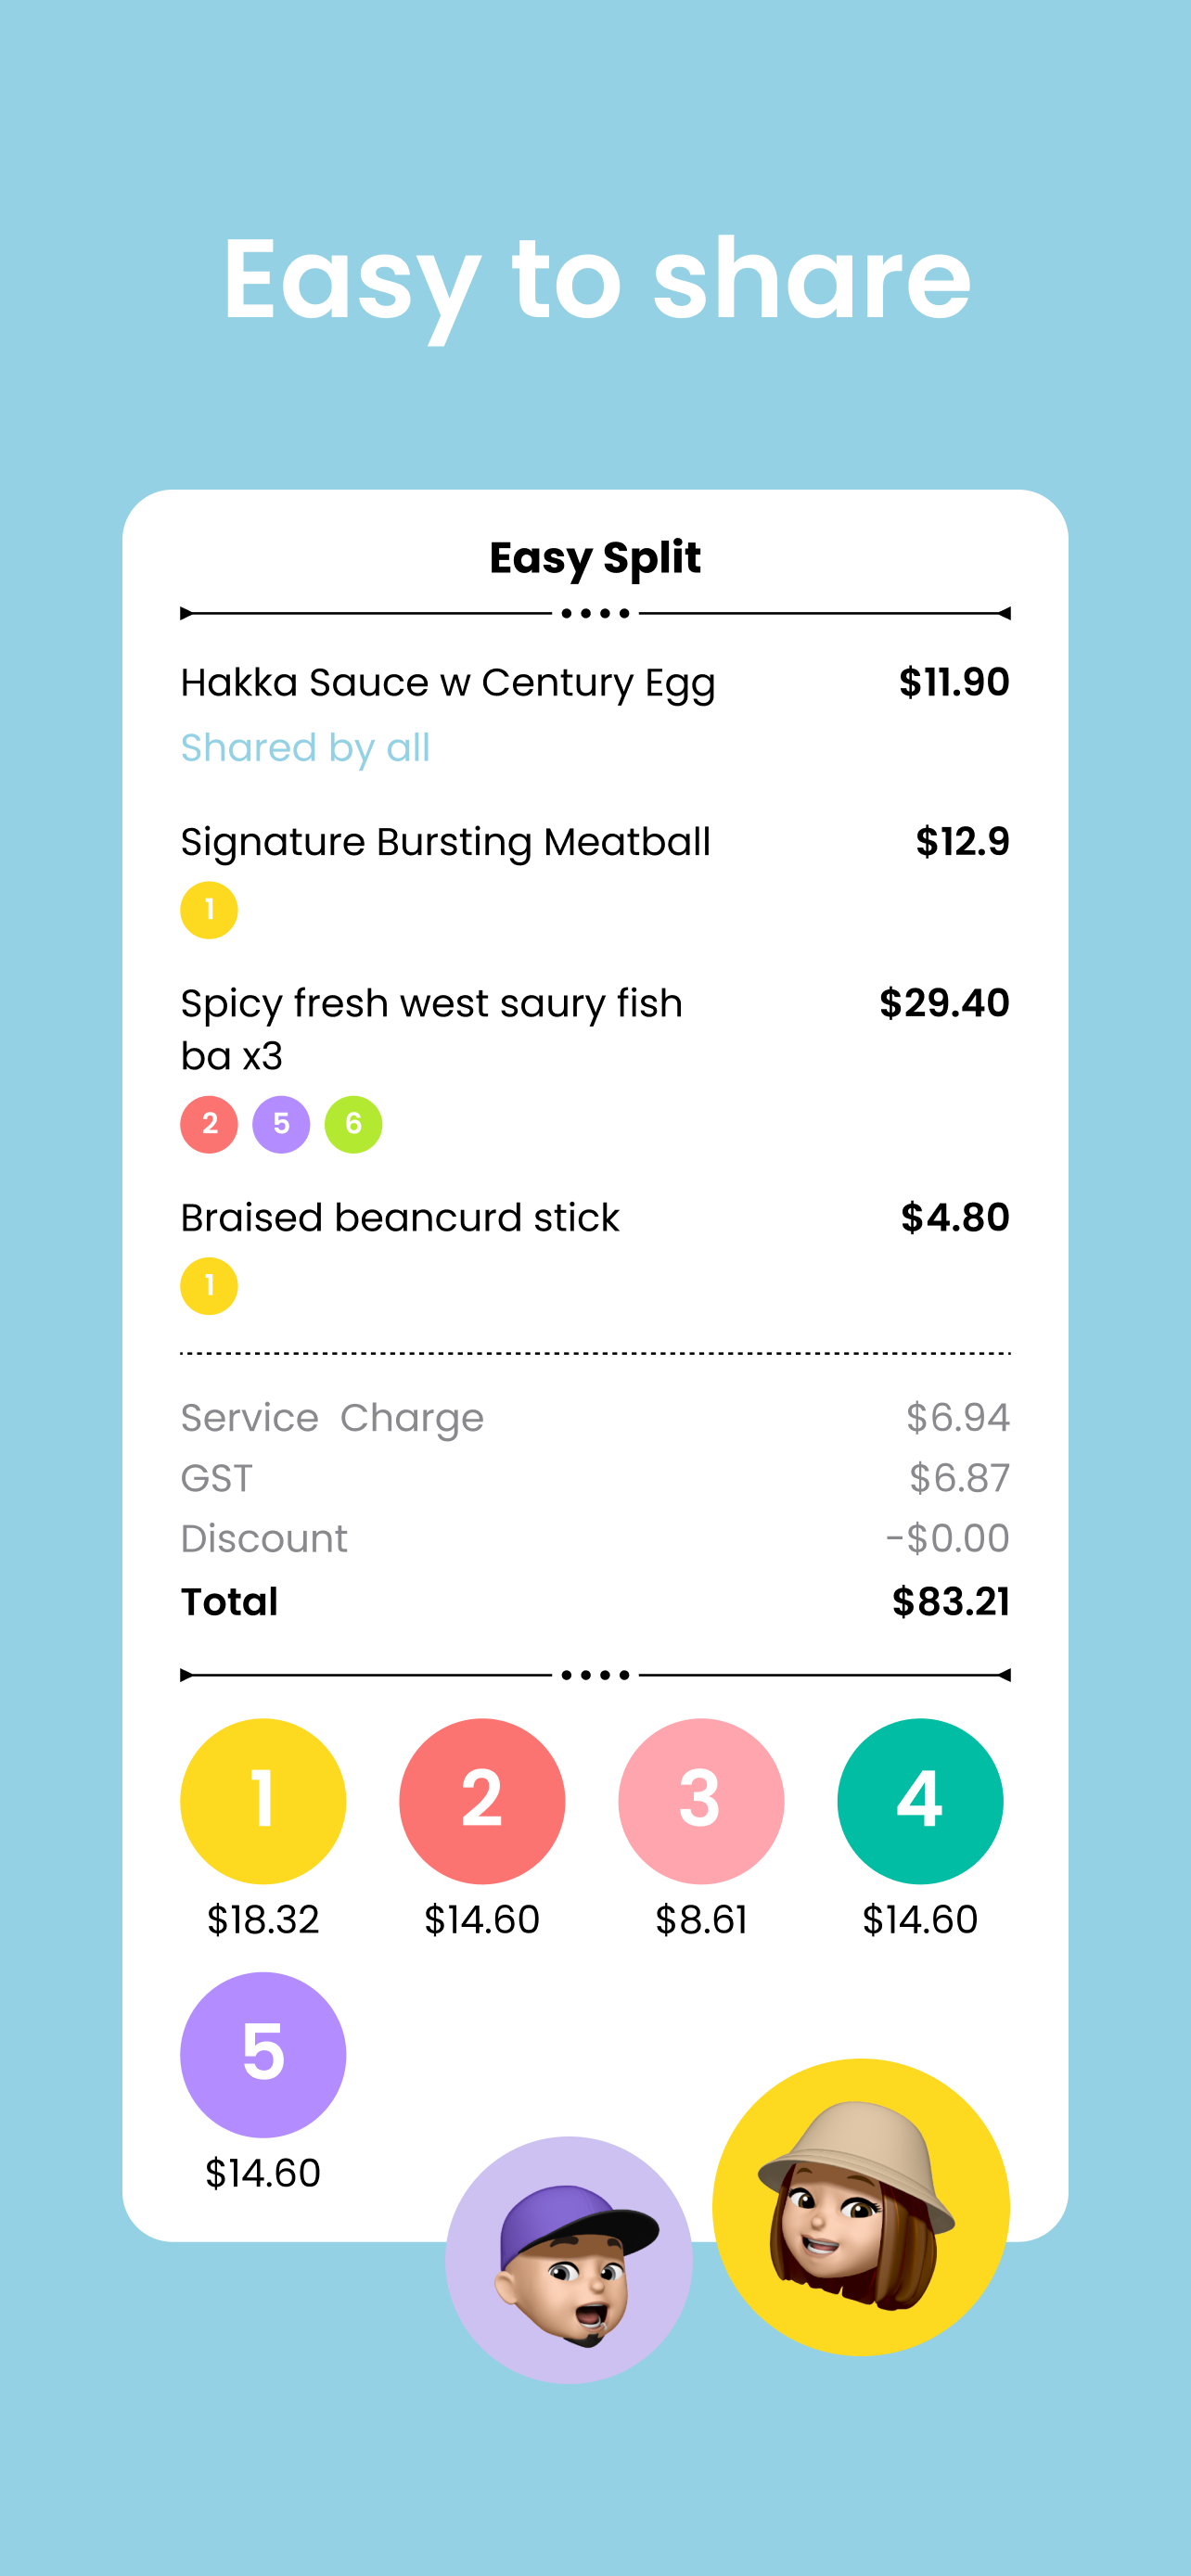 Easy to share
Easy Split
Hakka Sauce w Century Egg $11.90
Shared by all
Signature Bursting Meatball $12.9
1
Spicy fresh west saury fish $29.40
ba x3
2 5 6
Braised beancurd stick $4.80
1
Service Charge $6.94
GST $6.87
Discount -$0.00
Total $83.21
1 2 3 4
$18.32 $14.60 $8.61 $14.60
5
$14.60